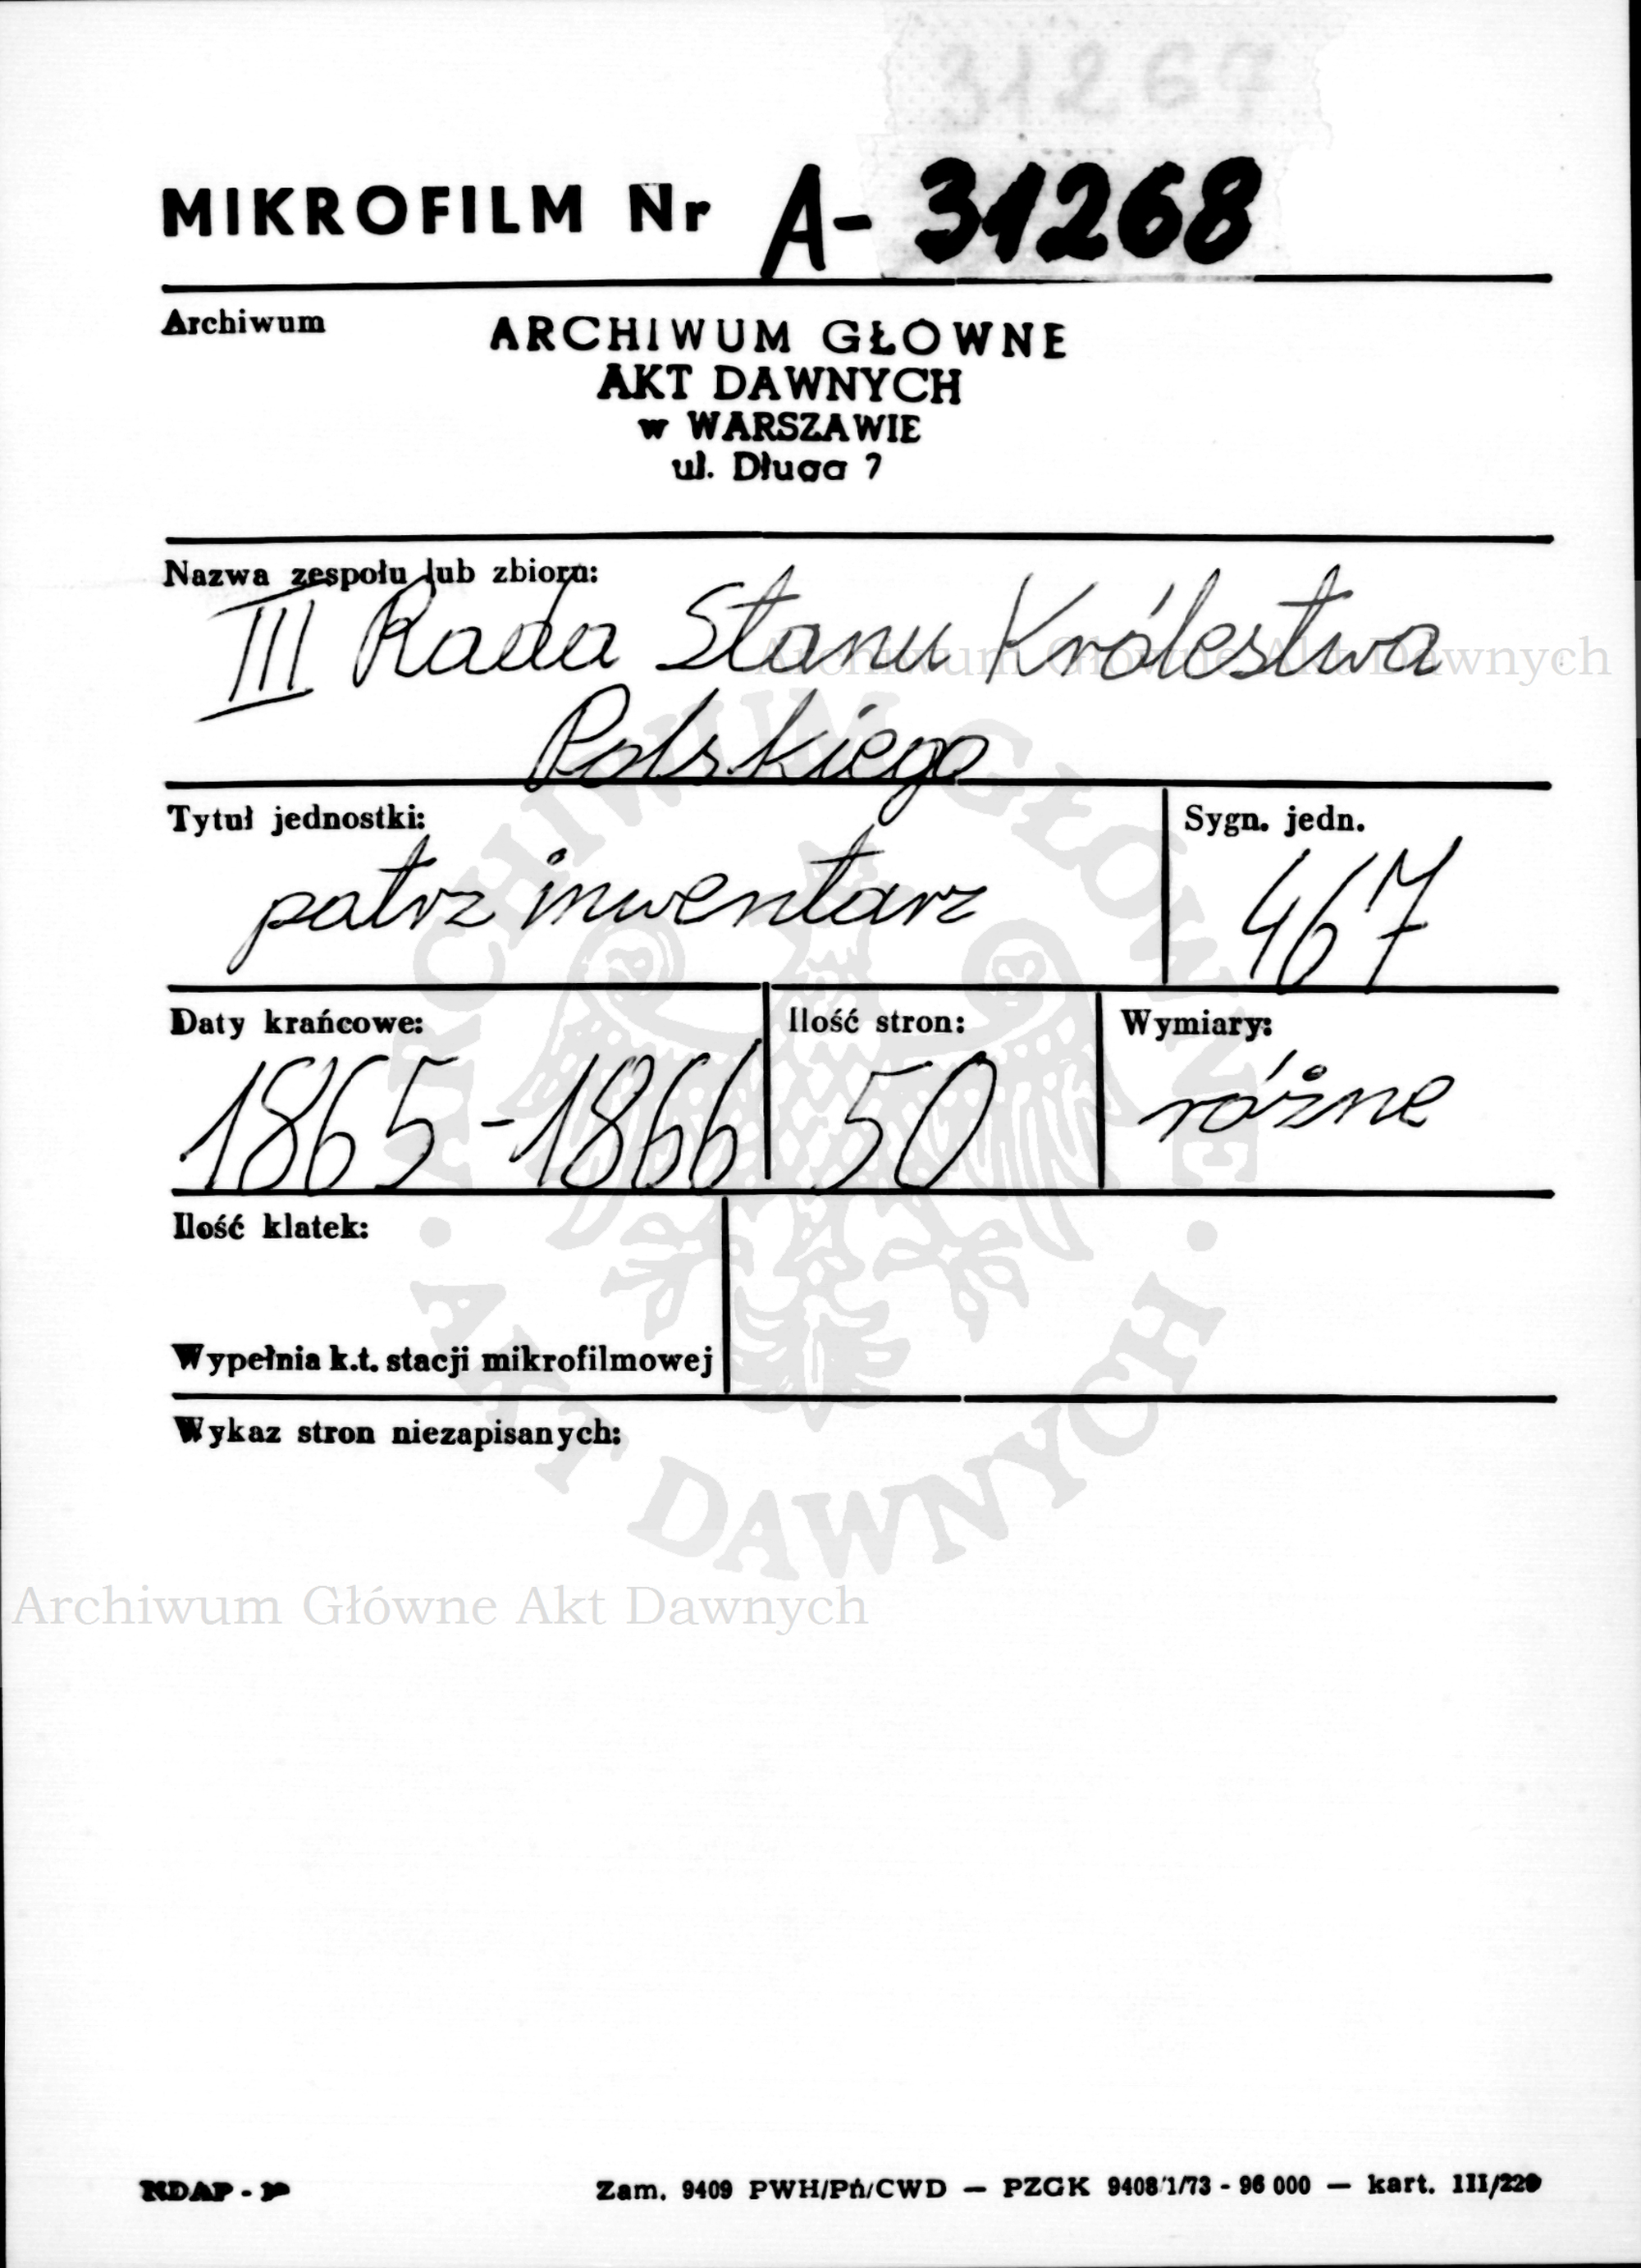 31267
MIKROFILM Nr A- 31268
Archiwum
ARCHIWUM GŁOWNE
AKT DAWNYCH
w WARSZAWIE
ul. Długa 7
Nazwa zespołu lub zbioru:
III Rada Stanu Królestwa
Archiwum Główne Akt Dawnych
Polskiego
Tytuł jednostki:
patrz inwentarz
Sygn. jedn.
467
Daty krańcowe:
1865-1866
Ilość stron:
50
Wymiary:
różne
Ilość klatek:
Wypełnia k.t. stacji mikrofilmowej
Wykaz stron niezapisanych:
ARCHIWUM GŁÓWNE
AKT DAWNYCH
Archiwum Główne Akt Dawnych
NDAP -
Zam. 9409 PWH/Pń/CWD — PZGK 9408/1/73 - 96 000 — kart. III/220